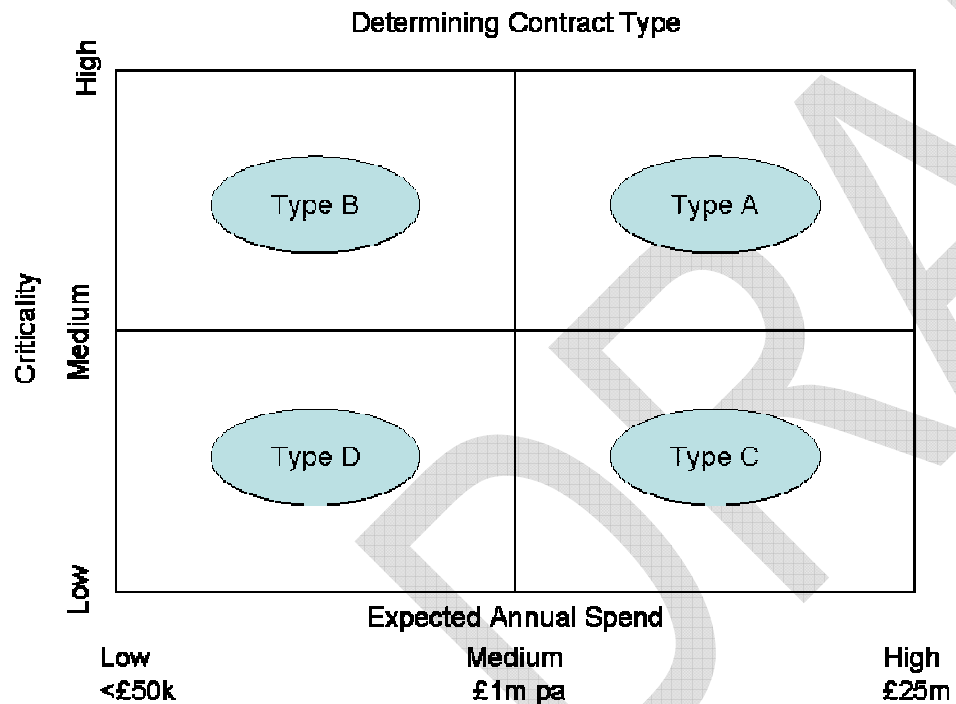 Determining Contract Type
High
Type B
Type A
Criticality
Medium
Type D
Type C
Low
Expected Annual Spend
Low
Medium
High
<£50k
£1m pa
£25m
DRA